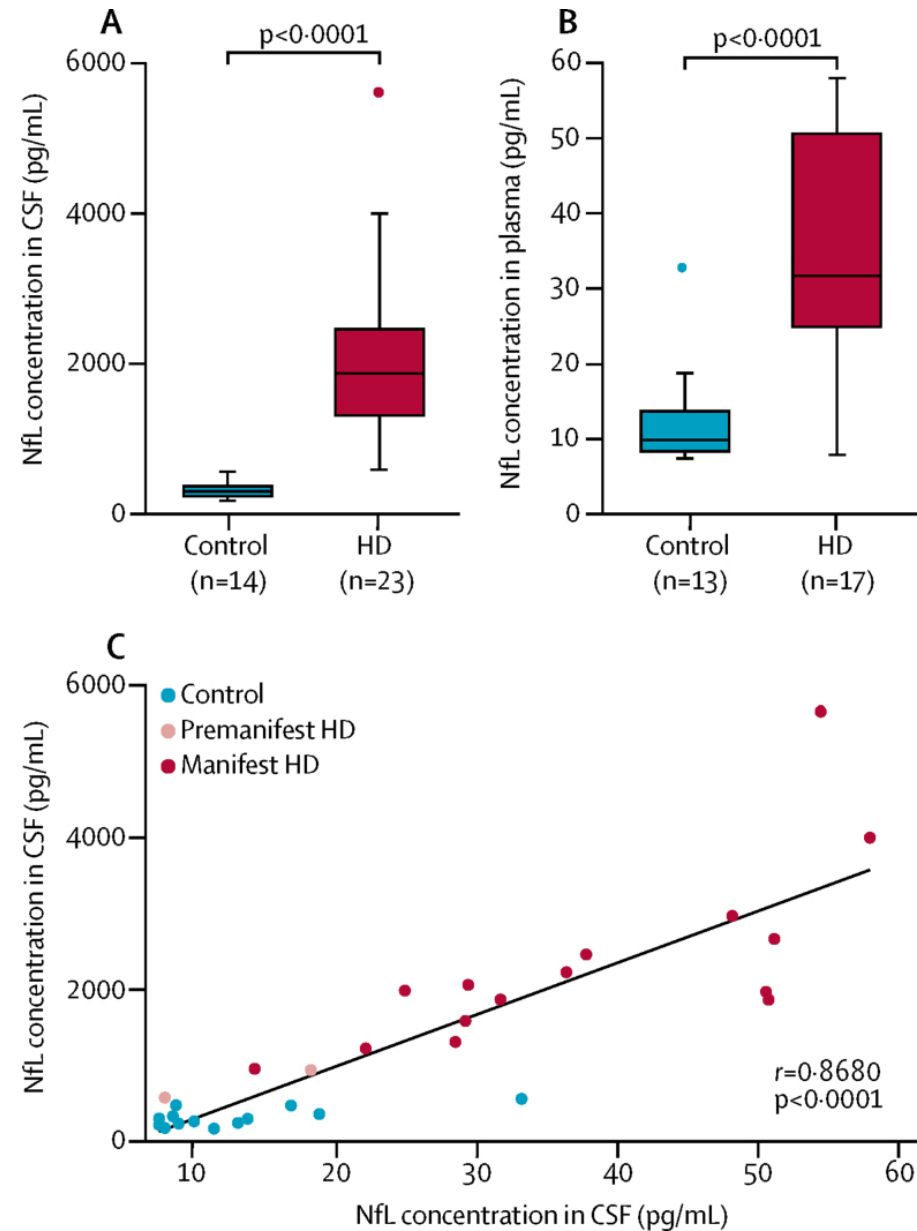 A
p<0·0001
6000
4000
2000
0
NfL concentration in CSF (pg/mL)
Control
(n=14)
HD
(n=23)
B
p<0·0001
60
50
40
30
20
10
0
NfL concentration in plasma (pg/mL)
Control
(n=13)
HD
(n=17)
C
6000
4000
2000
0
NfL concentration in CSF (pg/mL)
Control
Premanifest HD
Manifest HD
r=0·8680
p<0·0001
10 20 30 40 50 60
NfL concentration in CSF (pg/mL)